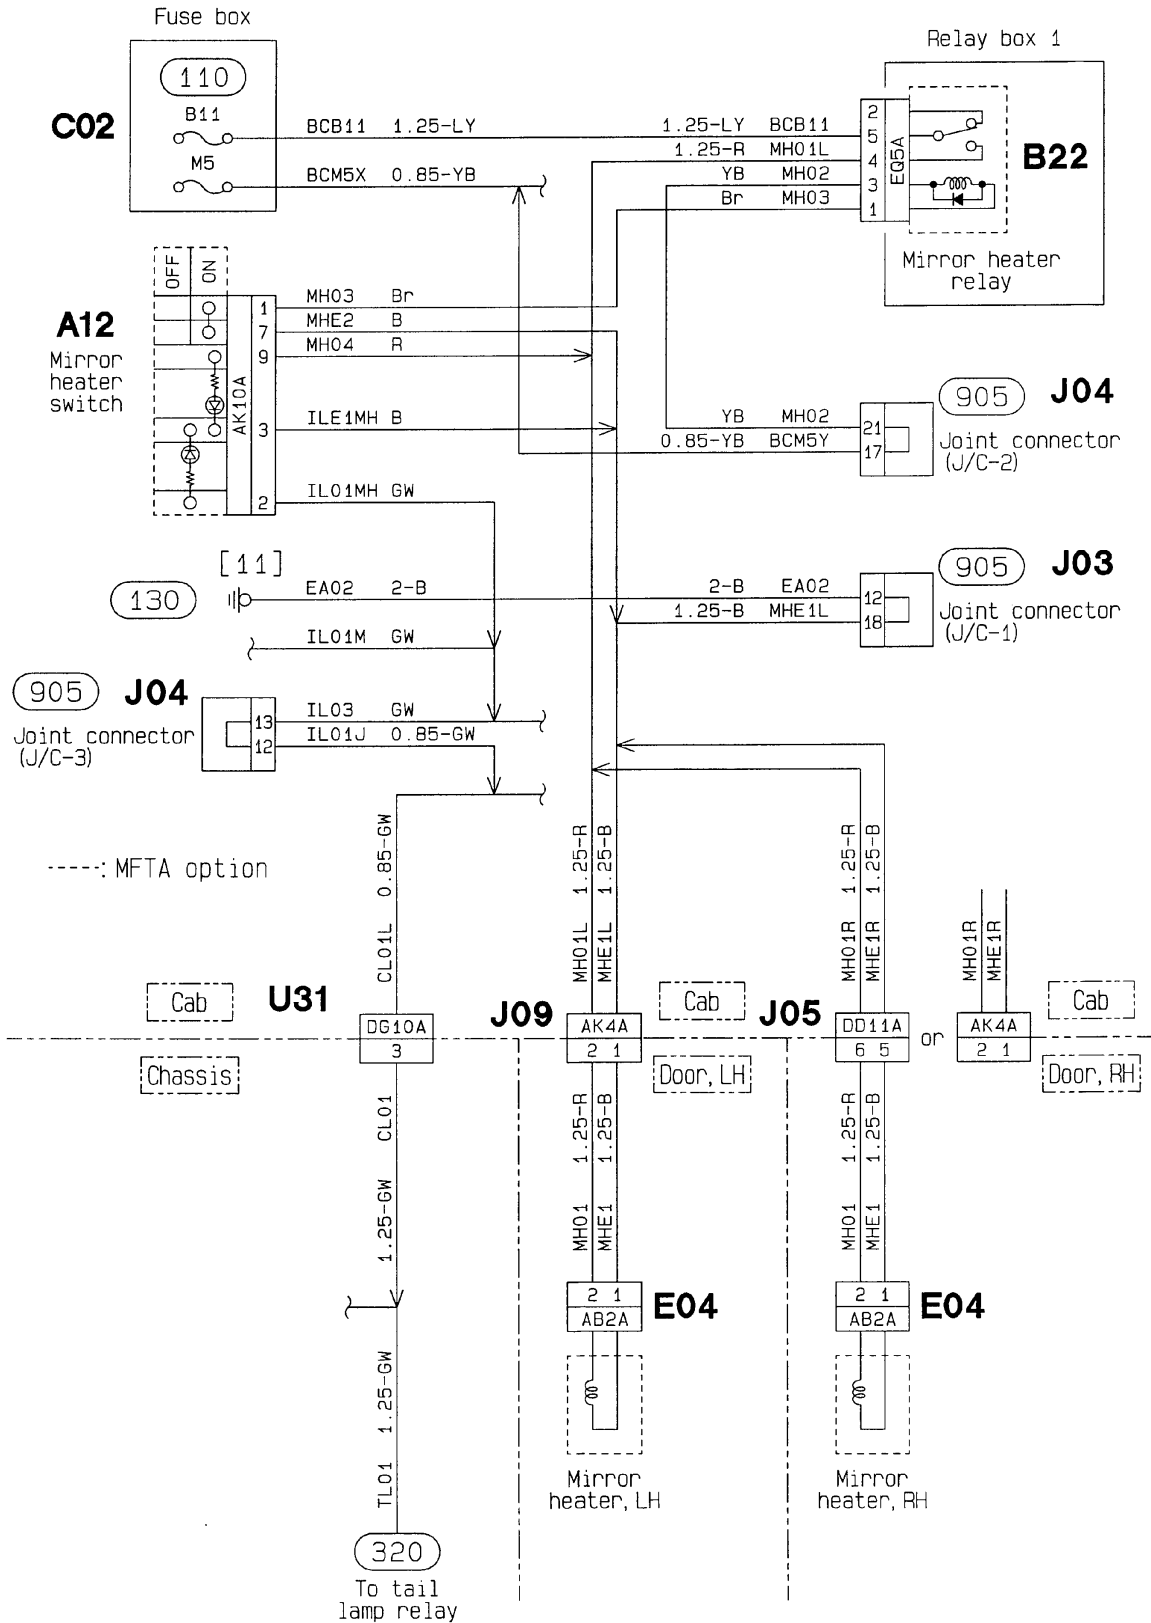 Fuse box
Relay box 1
110
C02
B11
M5
BCB11 1.25-LY
BCM5X 0.85-YB
1.25-LY BCB11
1.25-R MH01L
YB MH02
Br MH03
2
5
4
3
1
EQ5A
B22
Mirror heater
relay
OFF
ON
A12
Mirror
heater
switch
AK10A
1
7
9
3
2
MH03 Br
MHE2 B
MH04 R
ILE1MH B
IL01MH GW
905
J04
YB MH02
0.85-YB BCM5Y
21
17
Joint connector
(J/C-2)
[11]
130
EA02 2-B
2-B EA02
1.25-B MHE1L
12
18
905
J03
Joint connector
(J/C-1)
IL01M GW
905
J04
Joint connector
(J/C-3)
13
12
IL03 GW
IL01J 0.85-GW
-----: MFTA option
CL01L 0.85-GW
MH01L 1.25-R
MHE1L 1.25-B
MH01R 1.25-R
MHE1R 1.25-B
MH01R
MHE1R
Cab
U31
DG10A
3
J09
AK4A
2 1
Cab
J05
DD11A
6 5
or
AK4A
2 1
Cab
Chassis
Door, LH
Door, RH
CL01
1.25-GW
MH01 1.25-R
MHE1 1.25-B
MH01 1.25-R
MHE1 1.25-B
2 1
AB2A
E04
2 1
AB2A
E04
TL01 1.25-GW
Mirror
heater, LH
Mirror
heater, RH
320
To tail
lamp relay